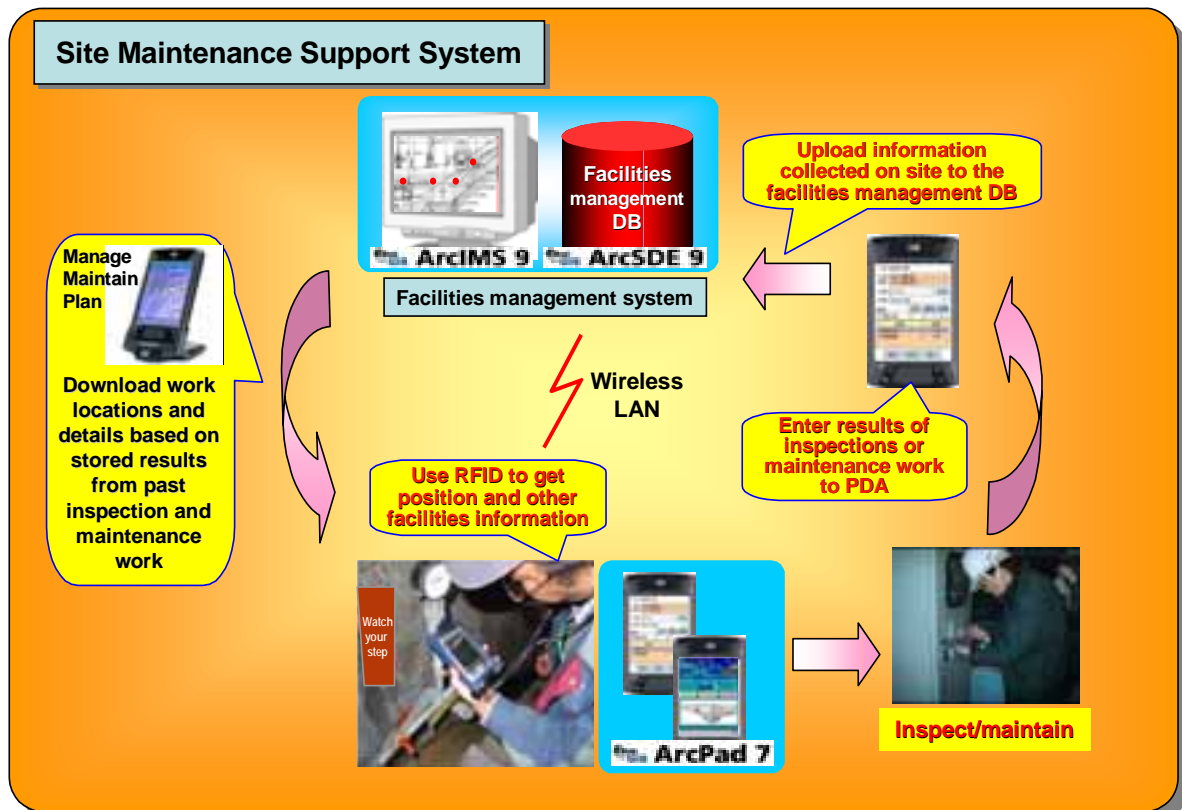 Site Maintenance Support System
Facilities
management
DB
ArcIMS 9
ArcSDE 9
Facilities management system
Upload information
collected on site to the
facilities management DB
Manage
Maintain
Plan
Download work
locations and
details based on
stored results
from past
inspection and
maintenance
work
Wireless
LAN
Enter results of
inspections or
maintenance work
to PDA
Use RFID to get
position and other
facilities information
Watch
your
step
ArcPad 7
Inspect/maintain